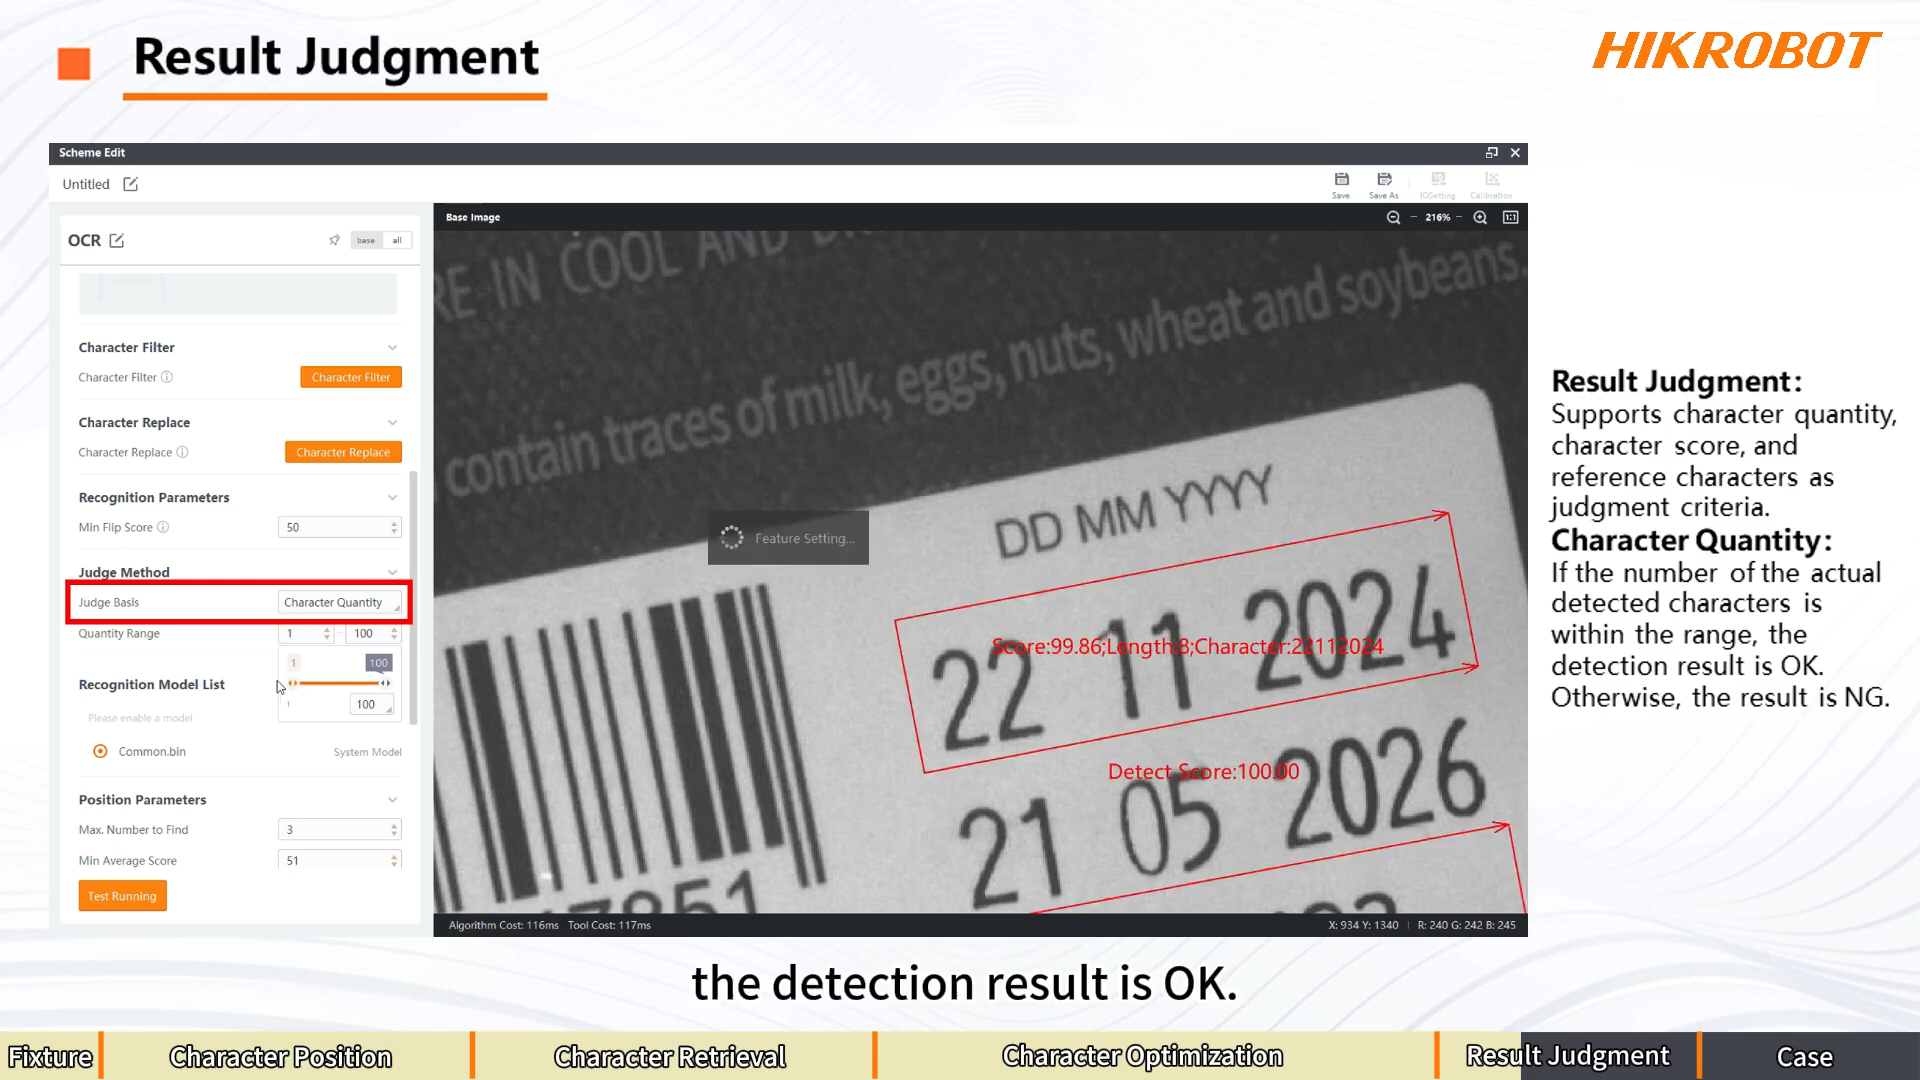 Result Judgment
HIKROBOT
Scheme Edit
Untitled
Save
Save As
IOSetting
Calibration
OCR
base
all
Base Image
216%
1:1
Character Filter
Character Filter
Character Filter
Character Replace
Character Replace
Character Replace
Recognition Parameters
Min Flip Score
50
Judge Method
Judge Basis
Character Quantity
Quantity Range
1
-
100
1
100
1
100
Recognition Model List
Please enable a model
Common.bin
System Model
Position Parameters
Max. Number to Find
3
Min Average Score
51
Test Running
RE IN COOL AND
contain traces of milk, eggs, nuts, wheat and soybeans.
DD MM YYYY
Feature Setting...
22 11 2024
Score:99.86;Length:8;Character:22112024
Detect Score:100.00
21 05 2026
Algorithm Cost: 116ms Tool Cost: 117ms
X: 934 Y: 1340 | R: 240 G: 242 B: 245
Result Judgment:
Supports character quantity,
character score, and
reference characters as
judgment criteria.
Character Quantity:
If the number of the actual
detected characters is
within the range, the
detection result is OK.
Otherwise, the result is NG.
the detection result is OK.
Fixture
Character Position
Character Retrieval
Character Optimization
Result Judgment
Case